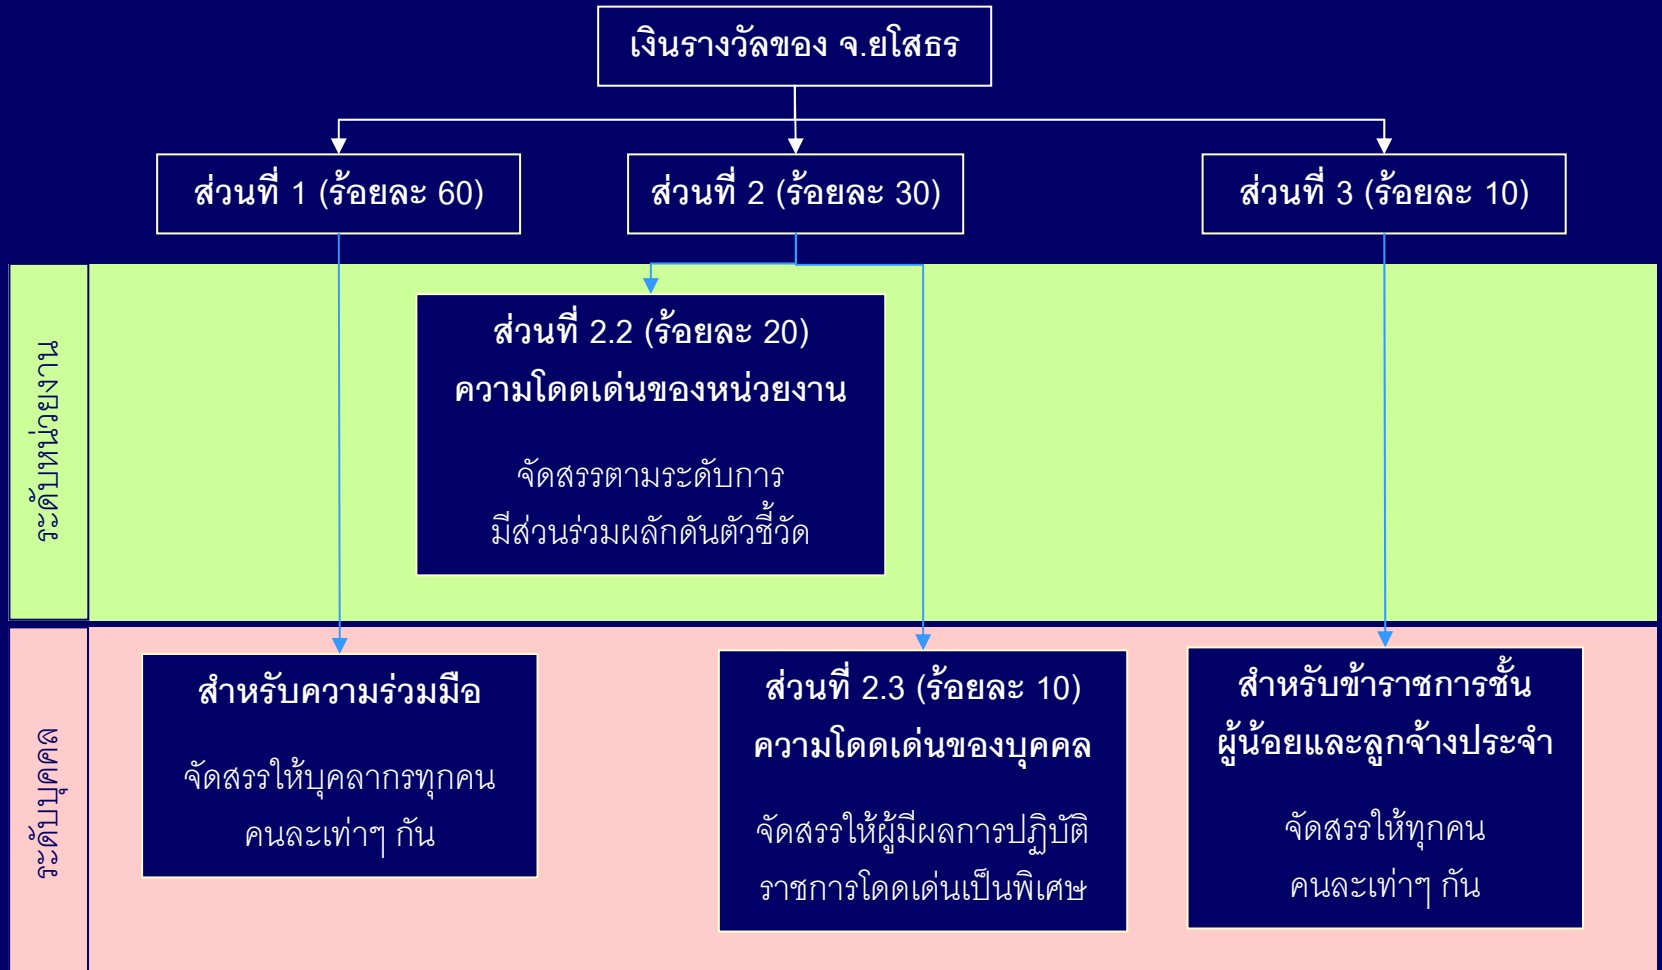 เงินรางวัลของ จ.ยโสธร
ส่วนที่ 1 (ร้อยละ 60)
ส่วนที่ 2 (ร้อยละ 30)
ส่วนที่ 3 (ร้อยละ 10)
ระดับหน่วยงาน
ส่วนที่ 2.2 (ร้อยละ 20)
ความโดดเด่นของหน่วยงาน
จัดสรรตามระดับการ
มีส่วนร่วมผลักดันตัวชี้วัด
ระดับบุคคล
สำหรับความร่วมมือ
จัดสรรให้บุคลากรทุกคน
คนละเท่าๆ กัน
ส่วนที่ 2.3 (ร้อยละ 10)
ความโดดเด่นของบุคคล
จัดสรรให้ผู้มีผลการปฏิบัติ
ราชการโดดเด่นเป็นพิเศษ
สำหรับข้าราชการชั้น
ผู้น้อยและลูกจ้างประจำ
จัดสรรให้ทุกคน
คนละเท่าๆ กัน